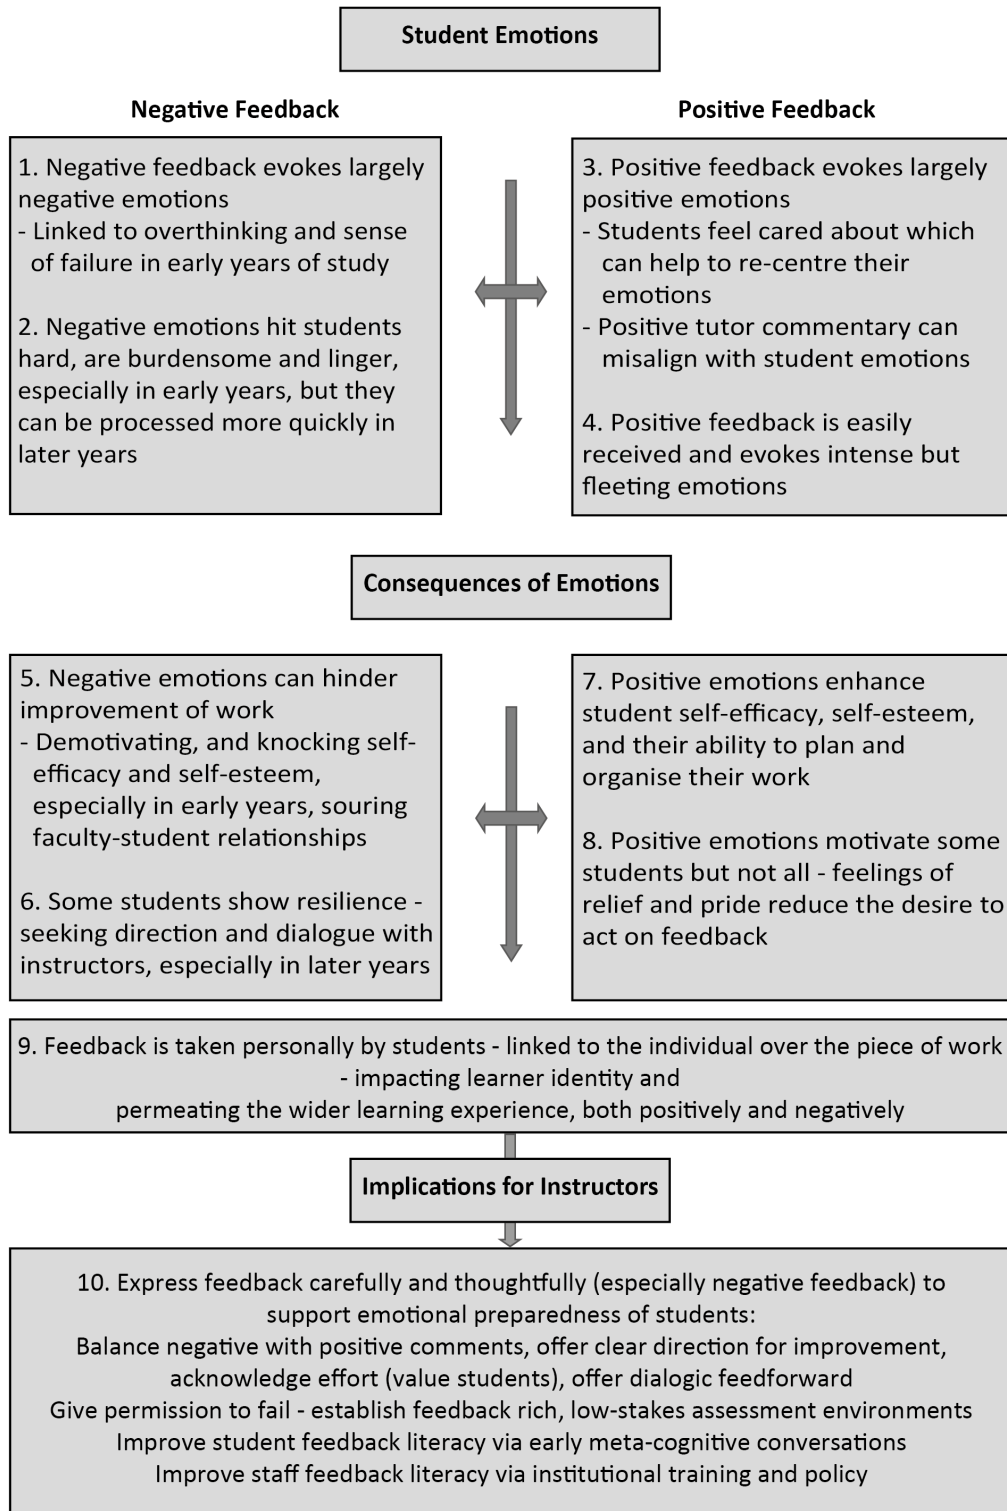 Student Emotions
Negative Feedback
1. Negative feedback evokes largely
negative emotions
- Linked to overthinking and sense
of failure in early years of study
2. Negative emotions hit students
hard, are burdensome and linger,
especially in early years, but they
can be processed more quickly in
later years
Positive Feedback
3. Positive feedback evokes largely
positive emotions
- Students feel cared about which
can help to re-centre their
emotions
- Positive tutor commentary can
misalign with student emotions
4. Positive feedback is easily
received and evokes intense but
fleeting emotions
Consequences of Emotions
5. Negative emotions can hinder
improvement of work
- Demotivating, and knocking self-
efficacy and self-esteem,
especially in early years, souring
faculty-student relationships
6. Some students show resilience -
seeking direction and dialogue with
instructors, especially in later years
7. Positive emotions enhance
student self-efficacy, self-esteem,
and their ability to plan and
organise their work
8. Positive emotions motivate some
students but not all - feelings of
relief and pride reduce the desire to
act on feedback
9. Feedback is taken personally by students - linked to the individual over the piece of work
- impacting learner identity and
permeating the wider learning experience, both positively and negatively
Implications for Instructors
10. Express feedback carefully and thoughtfully (especially negative feedback) to
support emotional preparedness of students:
Balance negative with positive comments, offer clear direction for improvement,
acknowledge effort (value students), offer dialogic feedforward
Give permission to fail - establish feedback rich, low-stakes assessment environments
Improve student feedback literacy via early meta-cognitive conversations
Improve staff feedback literacy via institutional training and policy